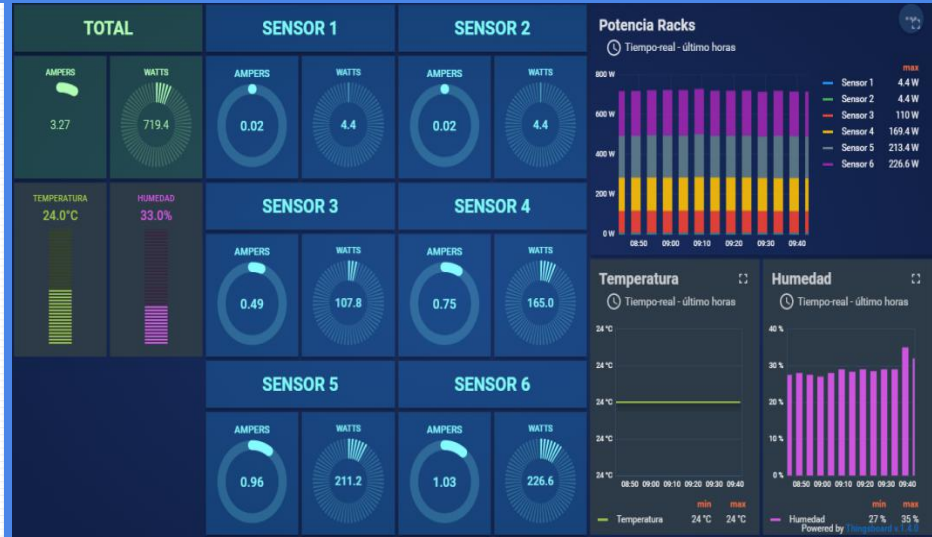 TOTAL
AMPERS
WATTS
3.27
719.4
TEMPERATURA
24.0°C
HUMEDAD
33.0%
SENSOR 1
AMPERS
WATTS
0.02
4.4
SENSOR 2
AMPERS
WATTS
0.02
4.4
SENSOR 3
AMPERS
WATTS
0.49
107.8
SENSOR 4
AMPERS
WATTS
0.75
165.0
SENSOR 5
AMPERS
WATTS
0.96
211.2
SENSOR 6
AMPERS
WATTS
1.03
226.6
Potencia Racks
Tiempo-real - último horas
800 W
600 W
400 W
200 W
0 W
08:50 09:00 09:10 09:20 09:30 09:40
max
Sensor 1 4.4 W
Sensor 2 4.4 W
Sensor 3 110 W
Sensor 4 169.4 W
Sensor 5 213.4 W
Sensor 6 226.6 W
Temperatura
Tiempo-real - último horas
24 °C
24 °C
24 °C
24 °C
24 °C
08:50 09:00 09:10 09:20 09:30 09:40
min max
Temperatura 24 °C 24 °C
Humedad
Tiempo-real - último horas
40 %
30 %
20 %
10 %
0 %
08:50 09:00 09:10 09:20 09:30 09:40
min max
Humedad 27 % 35 %
Powered by Thingsboard v.1.4.0